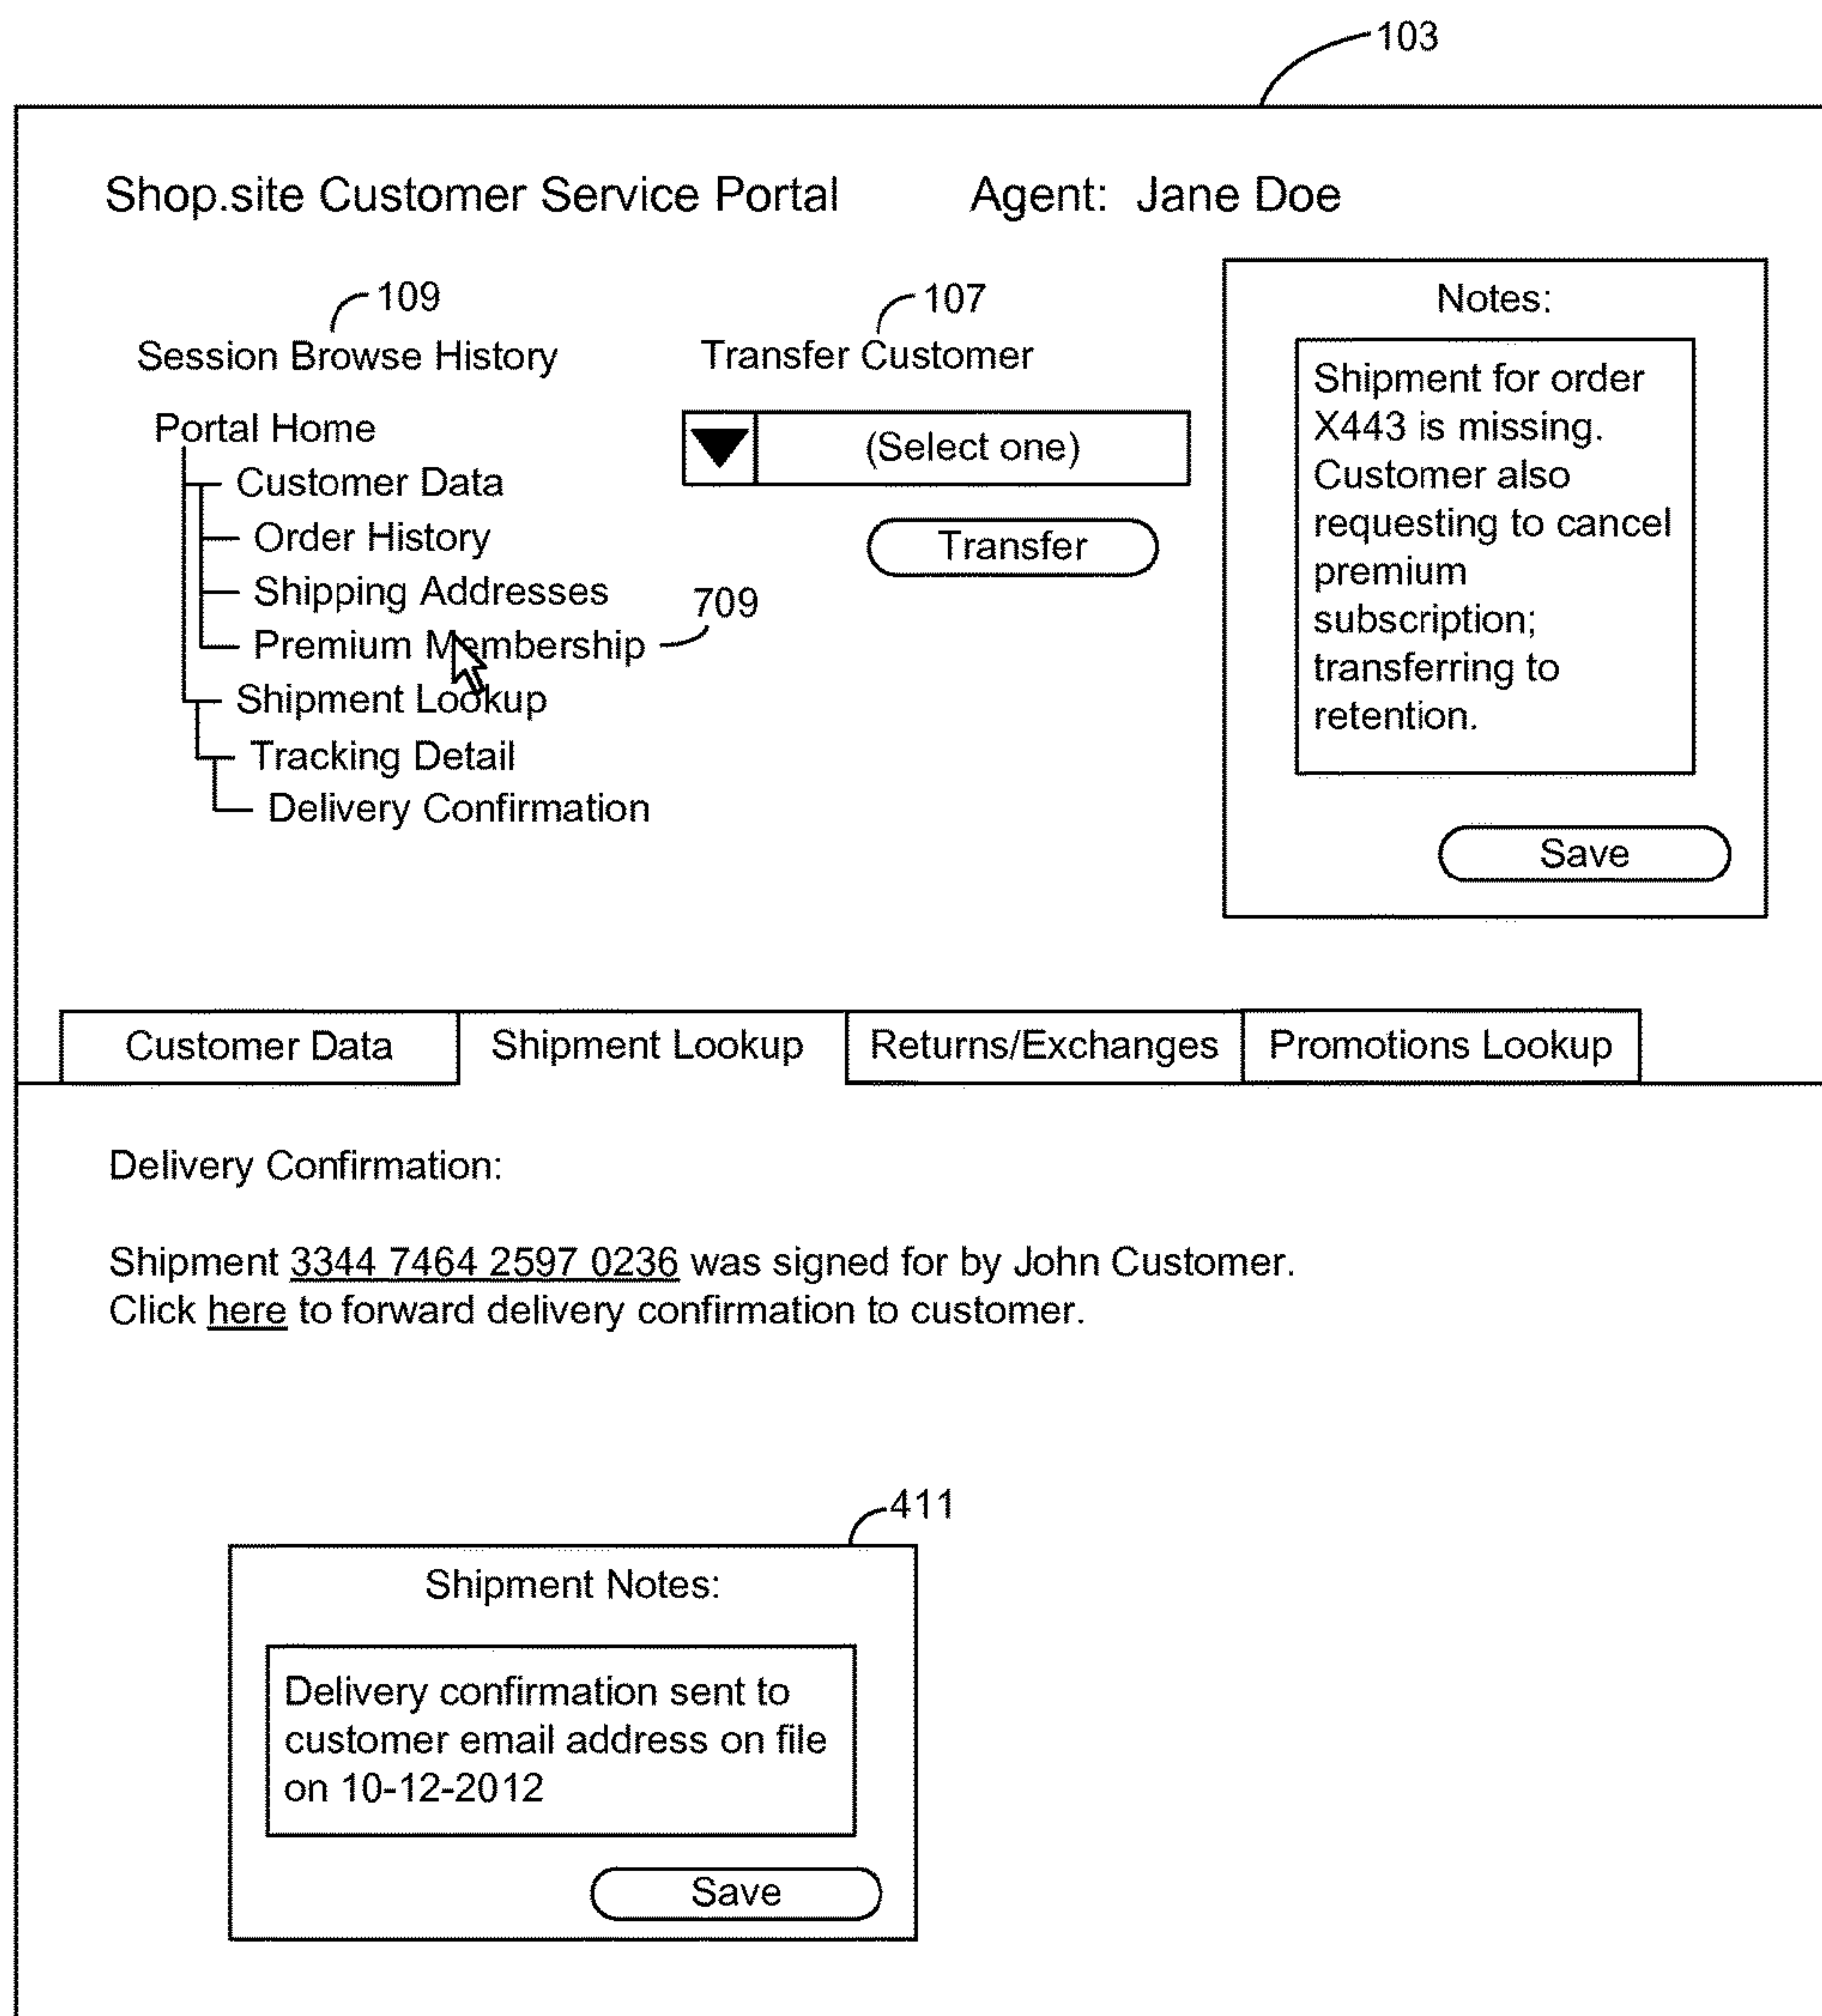 103
Shop.site Customer Service Portal
Agent: Jane Doe
109
Session Browse History
Portal Home
Customer Data
Order History
Shipping Addresses
Premium Membership
709
Shipment Lookup
Tracking Detail
Delivery Confirmation
107
Transfer Customer
(Select one)
Transfer
Notes:
Shipment for order
X443 is missing.
Customer also
requesting to cancel
premium
subscription;
transferring to
retention.
Save
Customer Data
Shipment Lookup
Returns/Exchanges
Promotions Lookup
Delivery Confirmation:
Shipment 3344 7464 2597 0236 was signed for by John Customer.
Click here to forward delivery confirmation to customer.
411
Shipment Notes:
Delivery confirmation sent to
customer email address on file
on 10-12-2012
Save